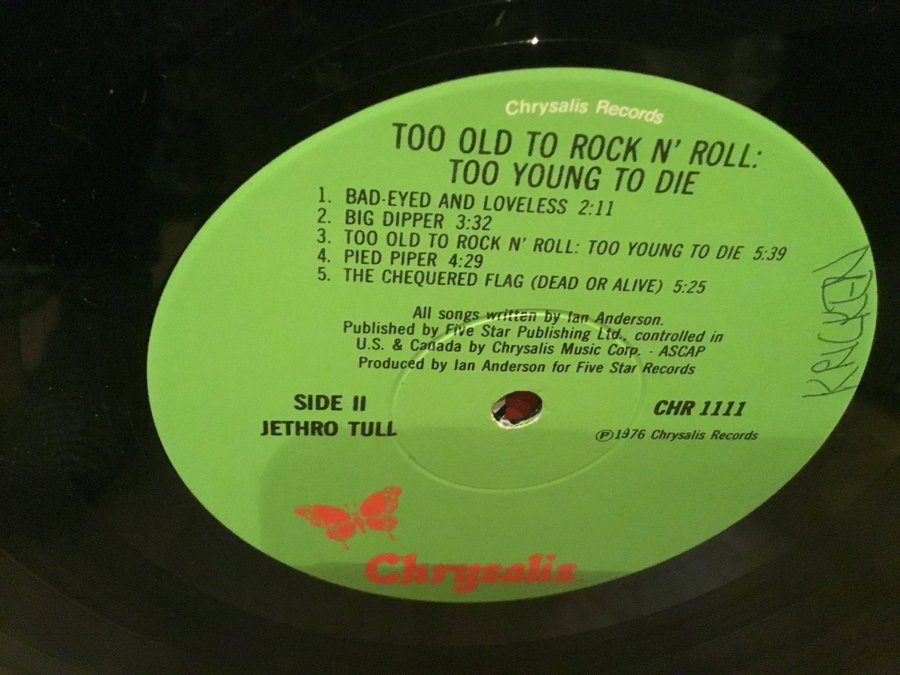 Chrysalis Records
TOO OLD TO ROCK N' ROLL:
TOO YOUNG TO DIE
1. BAD-EYED AND LOVELESS 2:11
2. BIG DIPPER 3:32
3. TOO OLD TO ROCK N' ROLL: TOO YOUNG TO DIE 5:39
4. PIED PIPER 4:29
5. THE CHEQUERED FLAG (DEAD OR ALIVE) 5:25
All songs written by Ian Anderson.
Published by Five Star Publishing Ltd., controlled in
U.S. & Canada by Chrysalis Music Corp. - ASCAP
Produced by Ian Anderson for Five Star Records
SIDE II
JETHRO TULL
CHR 1111
Ⓟ1976 Chrysalis Records
Chrysalis